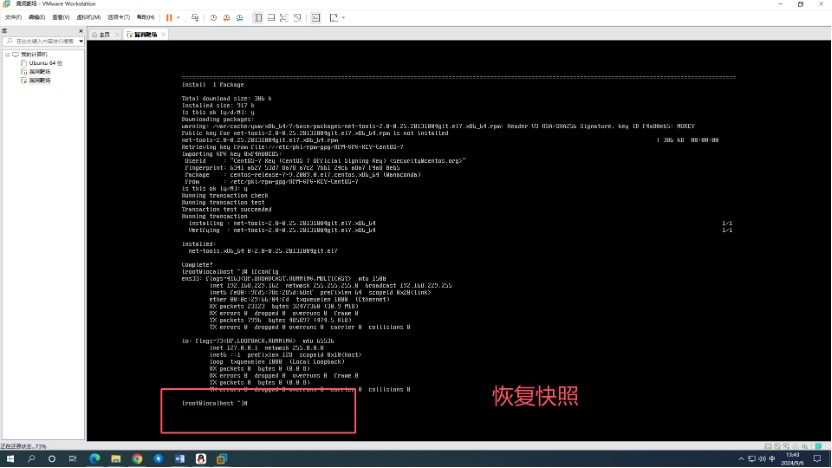 漏洞靶场 - VMware Workstation
文件(F) 编辑(E) 查看(V) 虚拟机(M) 选项卡(T) 帮助(H)
库
在此处键入内容进行搜索
主页
漏洞靶场
我的计算机
Ubuntu 64 位
漏洞靶场
漏洞靶场
Install 1 Package
Total download size: 306 k
Installed size: 917 k
Is this ok [y/d/N]: y
Downloading packages:
warning: /var/cache/yum/x86_64/7/base/packages/net-tools-2.0-0.25.20131004git.el7.x86_64.rpm: Header V3 RSA/SHA256 Signature, key ID f4a80eb5: NOKEY
Public key for net-tools-2.0-0.25.20131004git.el7.x86_64.rpm is not installed
net-tools-2.0-0.25.20131004git.el7.x86_64.rpm | 306 kB 00:00:00
Retrieving key from file:///etc/pki/rpm-gpg/RPM-GPG-KEY-CentOS-7
Importing GPG key 0xF4A80EB5:
Userid : "CentOS-7 Key (CentOS 7 Official Signing Key) <security@centos.org>"
Fingerprint: 6341 ab27 53d7 8a78 a7c2 7bb1 24c6 a8a7 f4a8 0eb5
Package : centos-release-7-9.2009.0.el7.centos.x86_64 (@anaconda)
From : /etc/pki/rpm-gpg/RPM-GPG-KEY-CentOS-7
Is this ok [y/N]: y
Running transaction check
Running transaction test
Transaction test succeeded
Running transaction
Installing : net-tools-2.0-0.25.20131004git.el7.x86_64 1/1
Verifying : net-tools-2.0-0.25.20131004git.el7.x86_64 1/1
Installed:
net-tools.x86_64 0:2.0-0.25.20131004git.el7
Complete!
[root@localhost ~]# ifconfig
ens33: flags=4163<UP,BROADCAST,RUNNING,MULTICAST> mtu 1500
inet 192.168.229.162 netmask 255.255.255.0 broadcast 192.168.229.255
prefixlen 64 scopeid 0x20<link>
ether 00:0c:29:66:04:fd txqueuelen 1000 (Ethernet)
RX packets 23123 bytes 32477360 (30.9 MiB)
RX errors 0 dropped 0 overruns 0 frame 0
TX packets 7996 bytes 485897 (474.5 KiB)
TX errors 0 dropped 0 overruns 0 carrier 0 collisions 0
lo: flags=73<UP,LOOPBACK,RUNNING> mtu 65536
inet 127.0.0.1 netmask 255.0.0.0
inet6 ::1 prefixlen 128 scopeid 0x10<host>
loop txqueuelen 1000 (Local Loopback)
RX packets 0 bytes 0 (0.0 B)
RX errors 0 dropped 0 overruns 0 frame 0
TX packets 0 bytes 0 (0.0 B)
TX errors 0 dropped 0 overruns 0 carrier 0 collisions 0
[root@localhost ~]#
恢复快照
正在还原状态...73%
中
13:43
2024/9/6